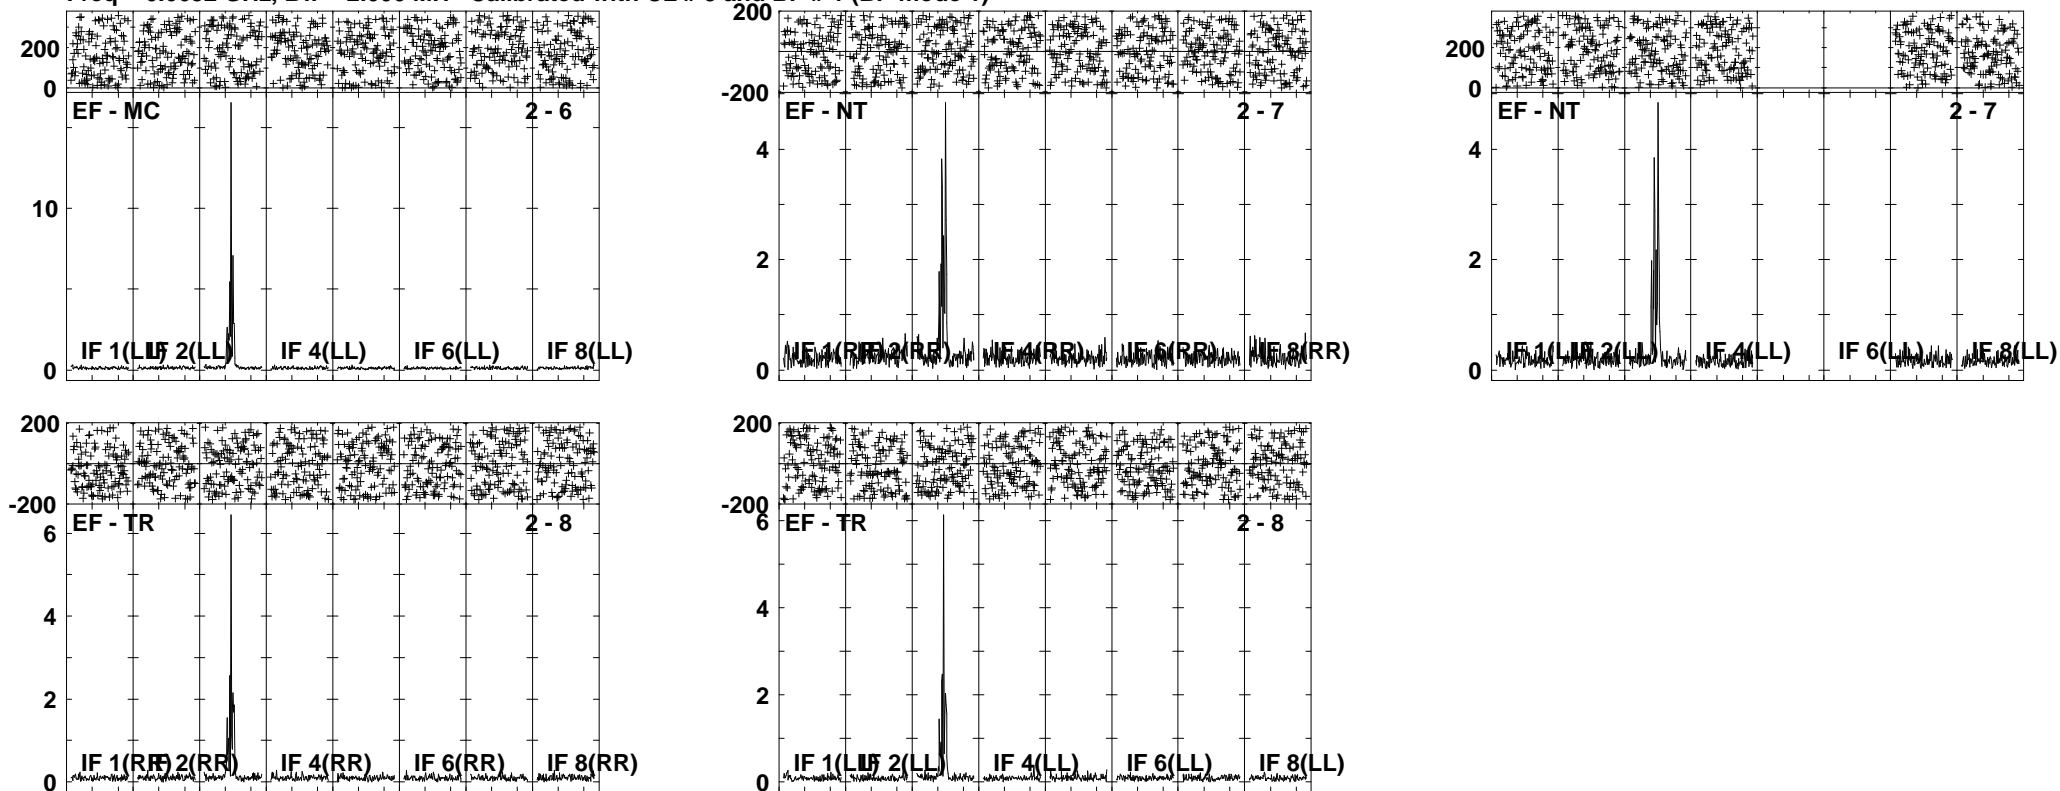 200
0
EF - MC 2 - 6
10
0
IF 1(LL) IF 2(LL) IF 4(LL) IF 6(LL) IF 8(LL)
200
-200
EF - NT 2 - 7
4
2
0
IF 1(RR) IF 2(RR) IF 4(RR) IF 6(RR) IF 8(RR)
200
0
EF - NT 2 - 7
4
2
0
IF 1(LL) IF 2(LL) IF 4(LL) IF 6(LL) IF 8(LL)
200
-200
EF - TR 2 - 8
6
4
2
0
IF 1(RR) IF 2(RR) IF 4(RR) IF 6(RR) IF 8(RR)
200
-200
EF - TR 2 - 8
6
4
2
0
IF 1(LL) IF 2(LL) IF 4(LL) IF 6(LL) IF 8(LL)